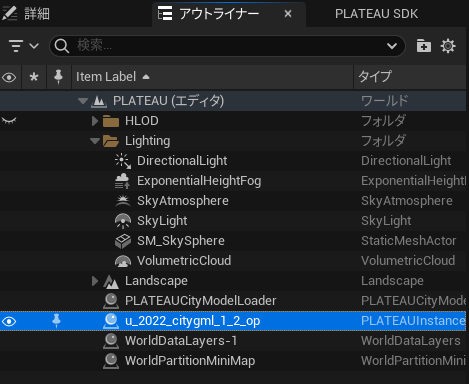 詳細 アウトライナー × PLATEAU SDK
検索...
Item Label タイプ
PLATEAU (エディタ) ワールド
HLOD フォルダ
Lighting フォルダ
DirectionalLight DirectionalLight
ExponentialHeightFog ExponentialHeightF
SkyAtmosphere SkyAtmosphere
SkyLight SkyLight
SM_SkySphere StaticMeshActor
VolumetricCloud VolumetricCloud
Landscape Landscape
PLATEAUCityModelLoader PLATEAUCityMode
u_2022_citygml_1_2_op PLATEAUInstance
WorldDataLayers-1 WorldDataLayers
WorldPartitionMiniMap WorldPartitionMini